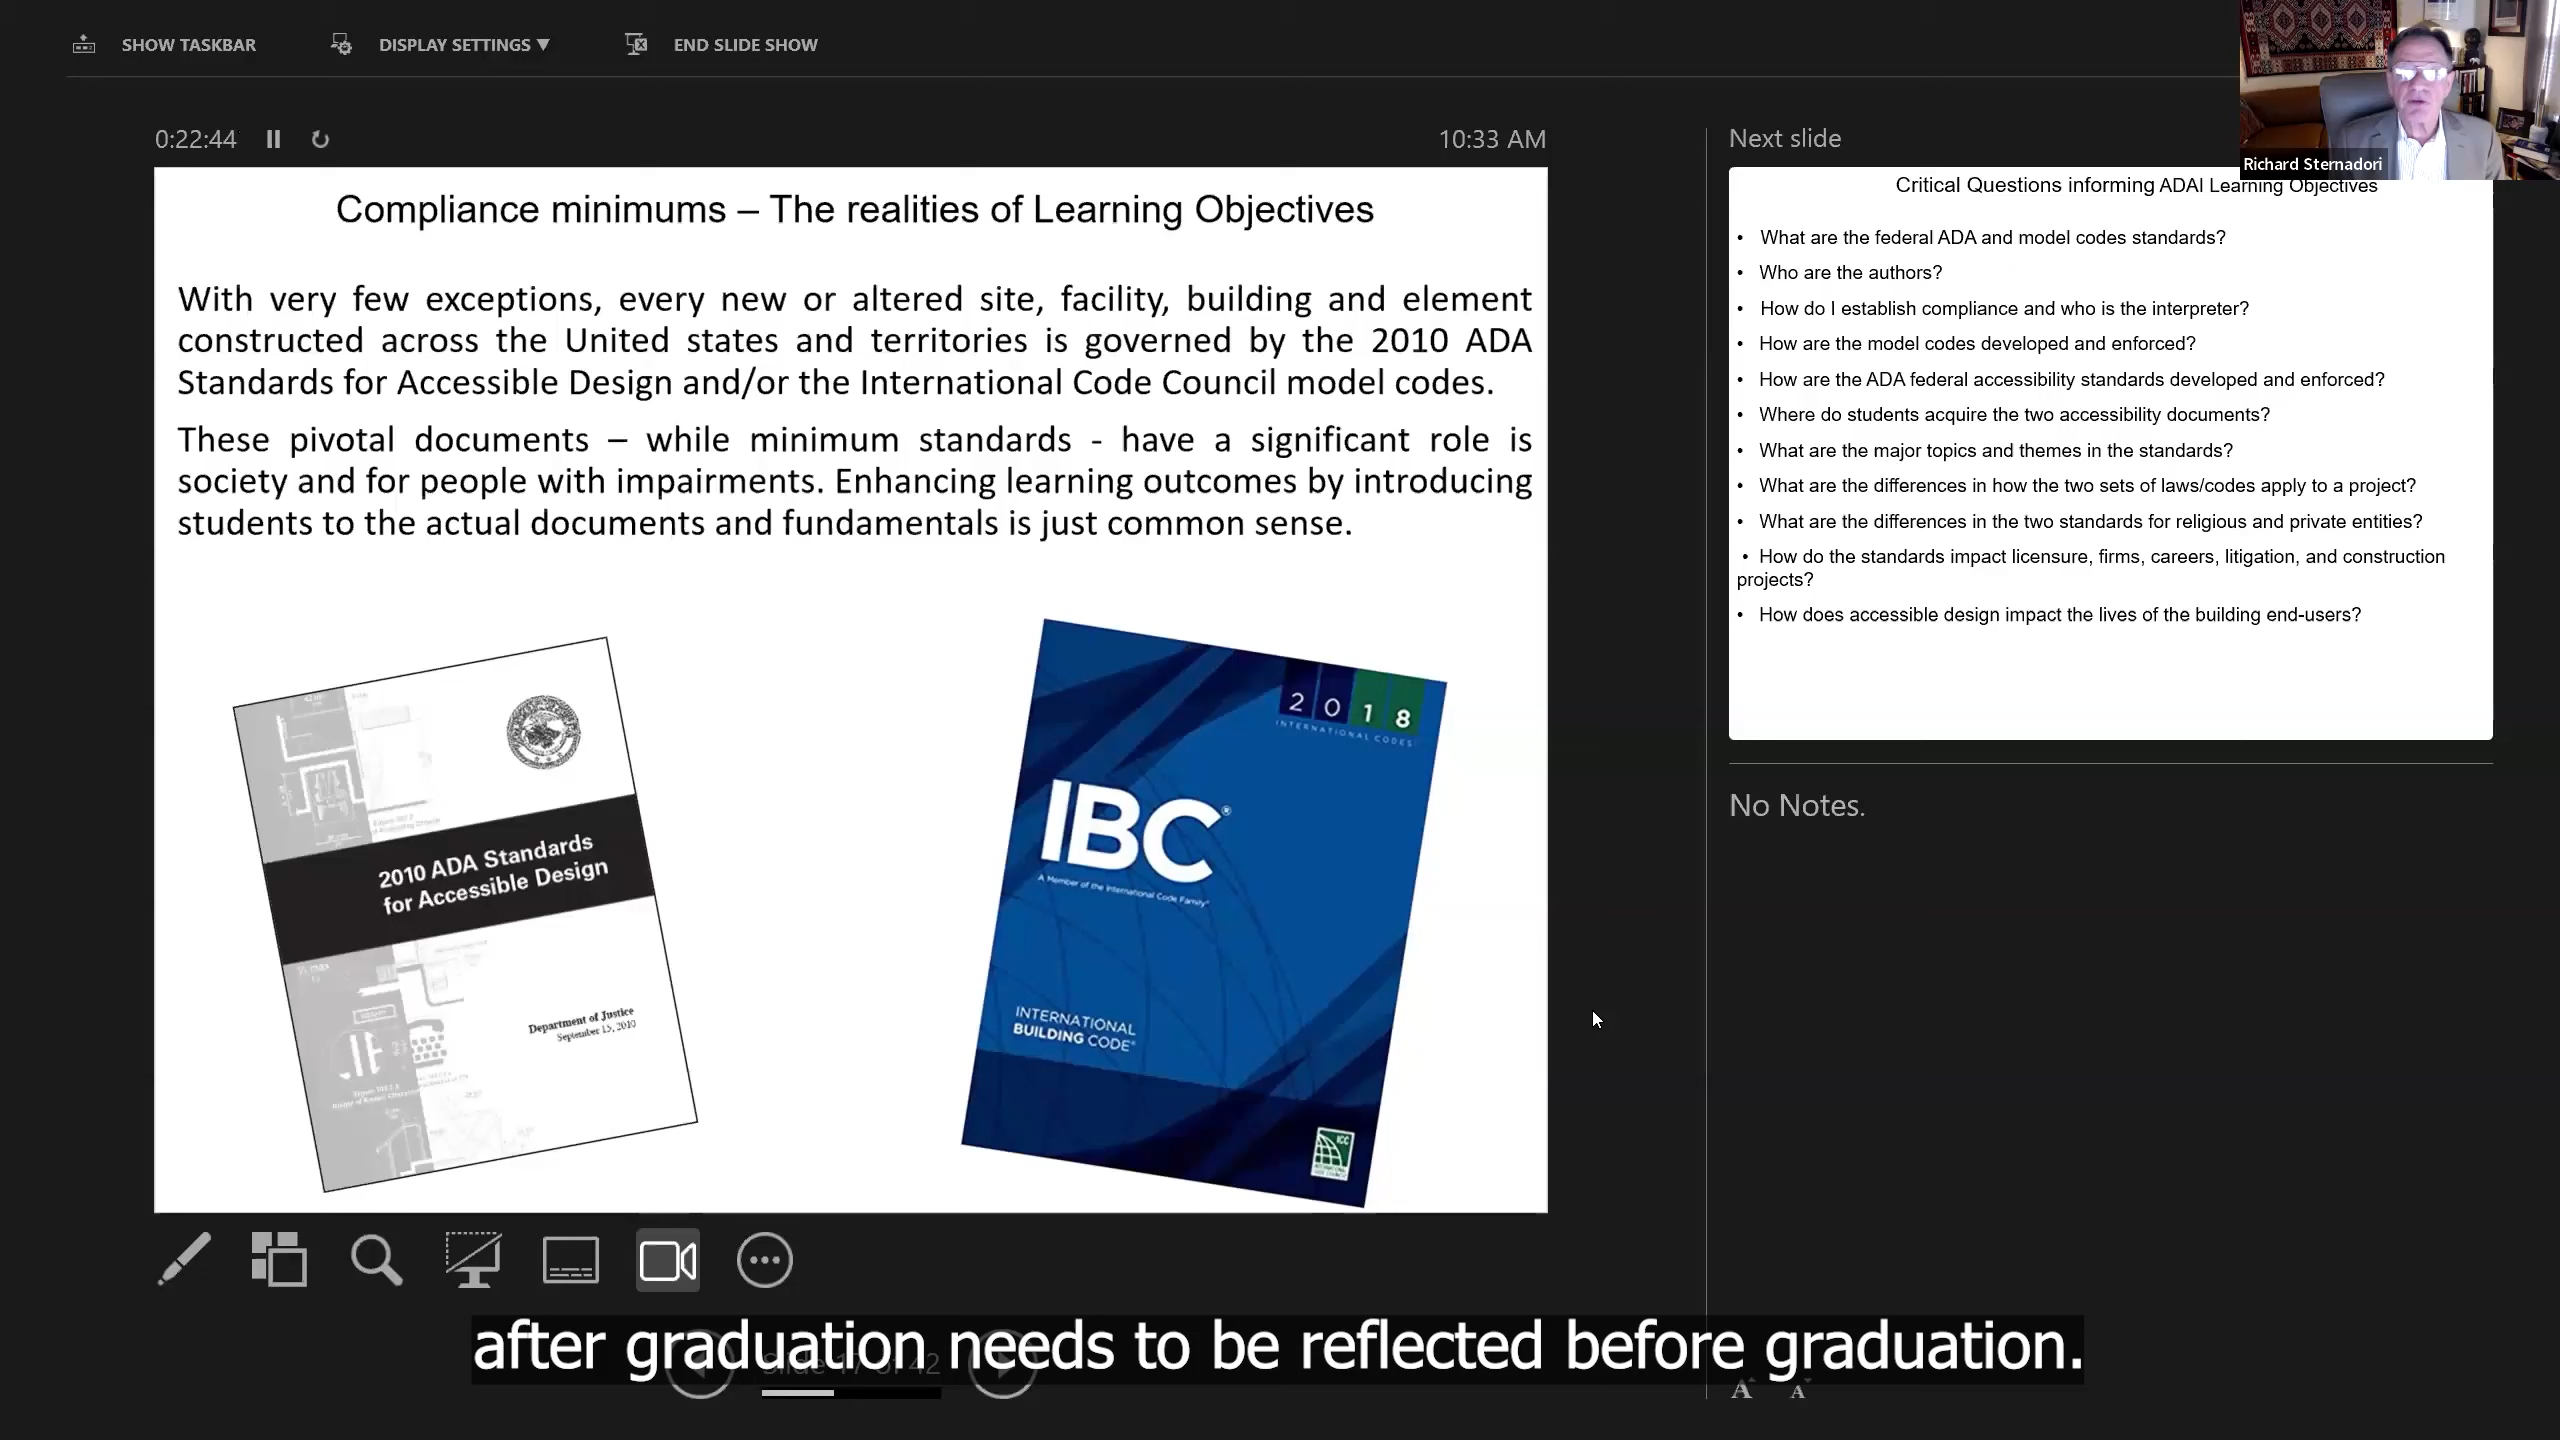 SHOW TASKBAR
DISPLAY SETTINGS ▼
END SLIDE SHOW
0:22:44
10:33 AM
Compliance minimums – The realities of Learning Objectives
With very few exceptions, every new or altered site, facility, building and element
constructed across the United states and territories is governed by the 2010 ADA
Standards for Accessible Design and/or the International Code Council model codes.
These pivotal documents – while minimum standards - have a significant role is
society and for people with impairments. Enhancing learning outcomes by introducing
students to the actual documents and fundamentals is just common sense.
2010 ADA Standards
for Accessible Design
Department of Justice
September 15, 2010
2018
INTERNATIONAL CODES
IBC®
A Member of the International Code Family®
INTERNATIONAL
BUILDING CODE®
ICC
Next slide
Richard Sternadori
Critical Questions informing ADAI Learning Objectives
• What are the federal ADA and model codes standards?
• Who are the authors?
• How do I establish compliance and who is the interpreter?
• How are the model codes developed and enforced?
• How are the ADA federal accessibility standards developed and enforced?
• Where do students acquire the two accessibility documents?
• What are the major topics and themes in the standards?
• What are the differences in how the two sets of laws/codes apply to a project?
• What are the differences in the two standards for religious and private entities?
• How do the standards impact licensure, firms, careers, litigation, and construction
projects?
• How does accessible design impact the lives of the building end-users?
No Notes.
after graduation needs to be reflected before graduation.
Slide 17 of 42
A A